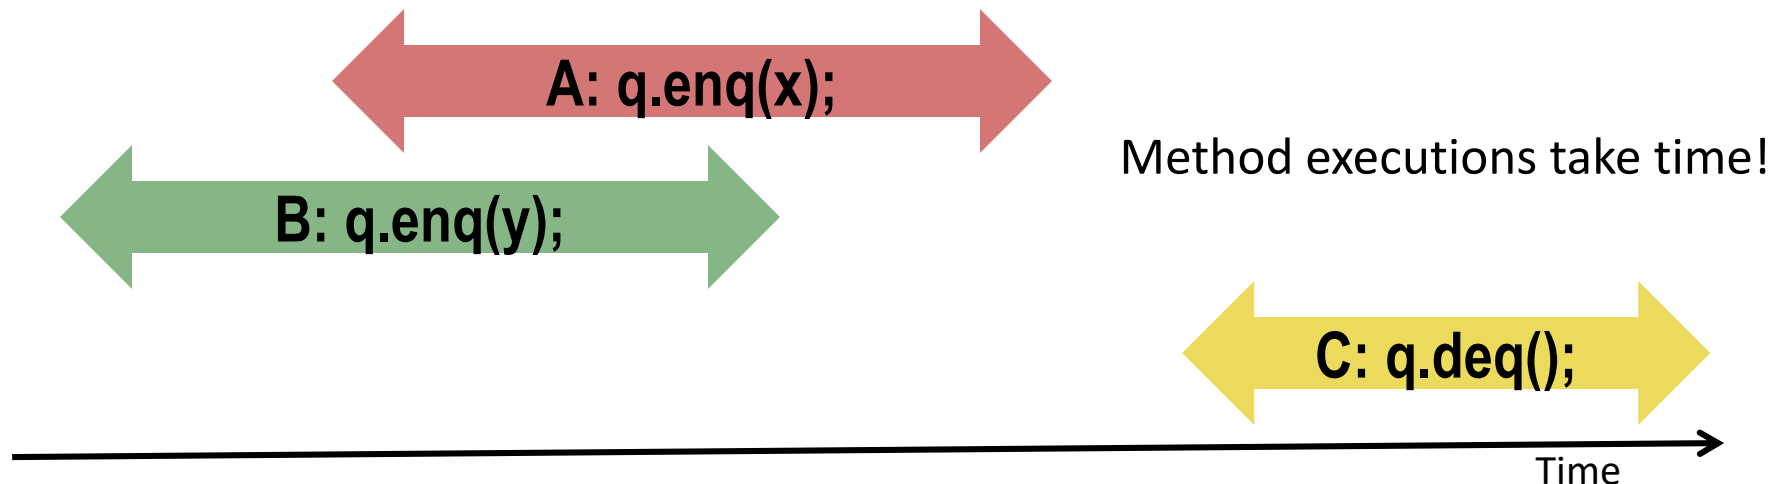 A: q.enq(x);
Method executions take time!
B: q.enq(y);
C: q.deq();
Time